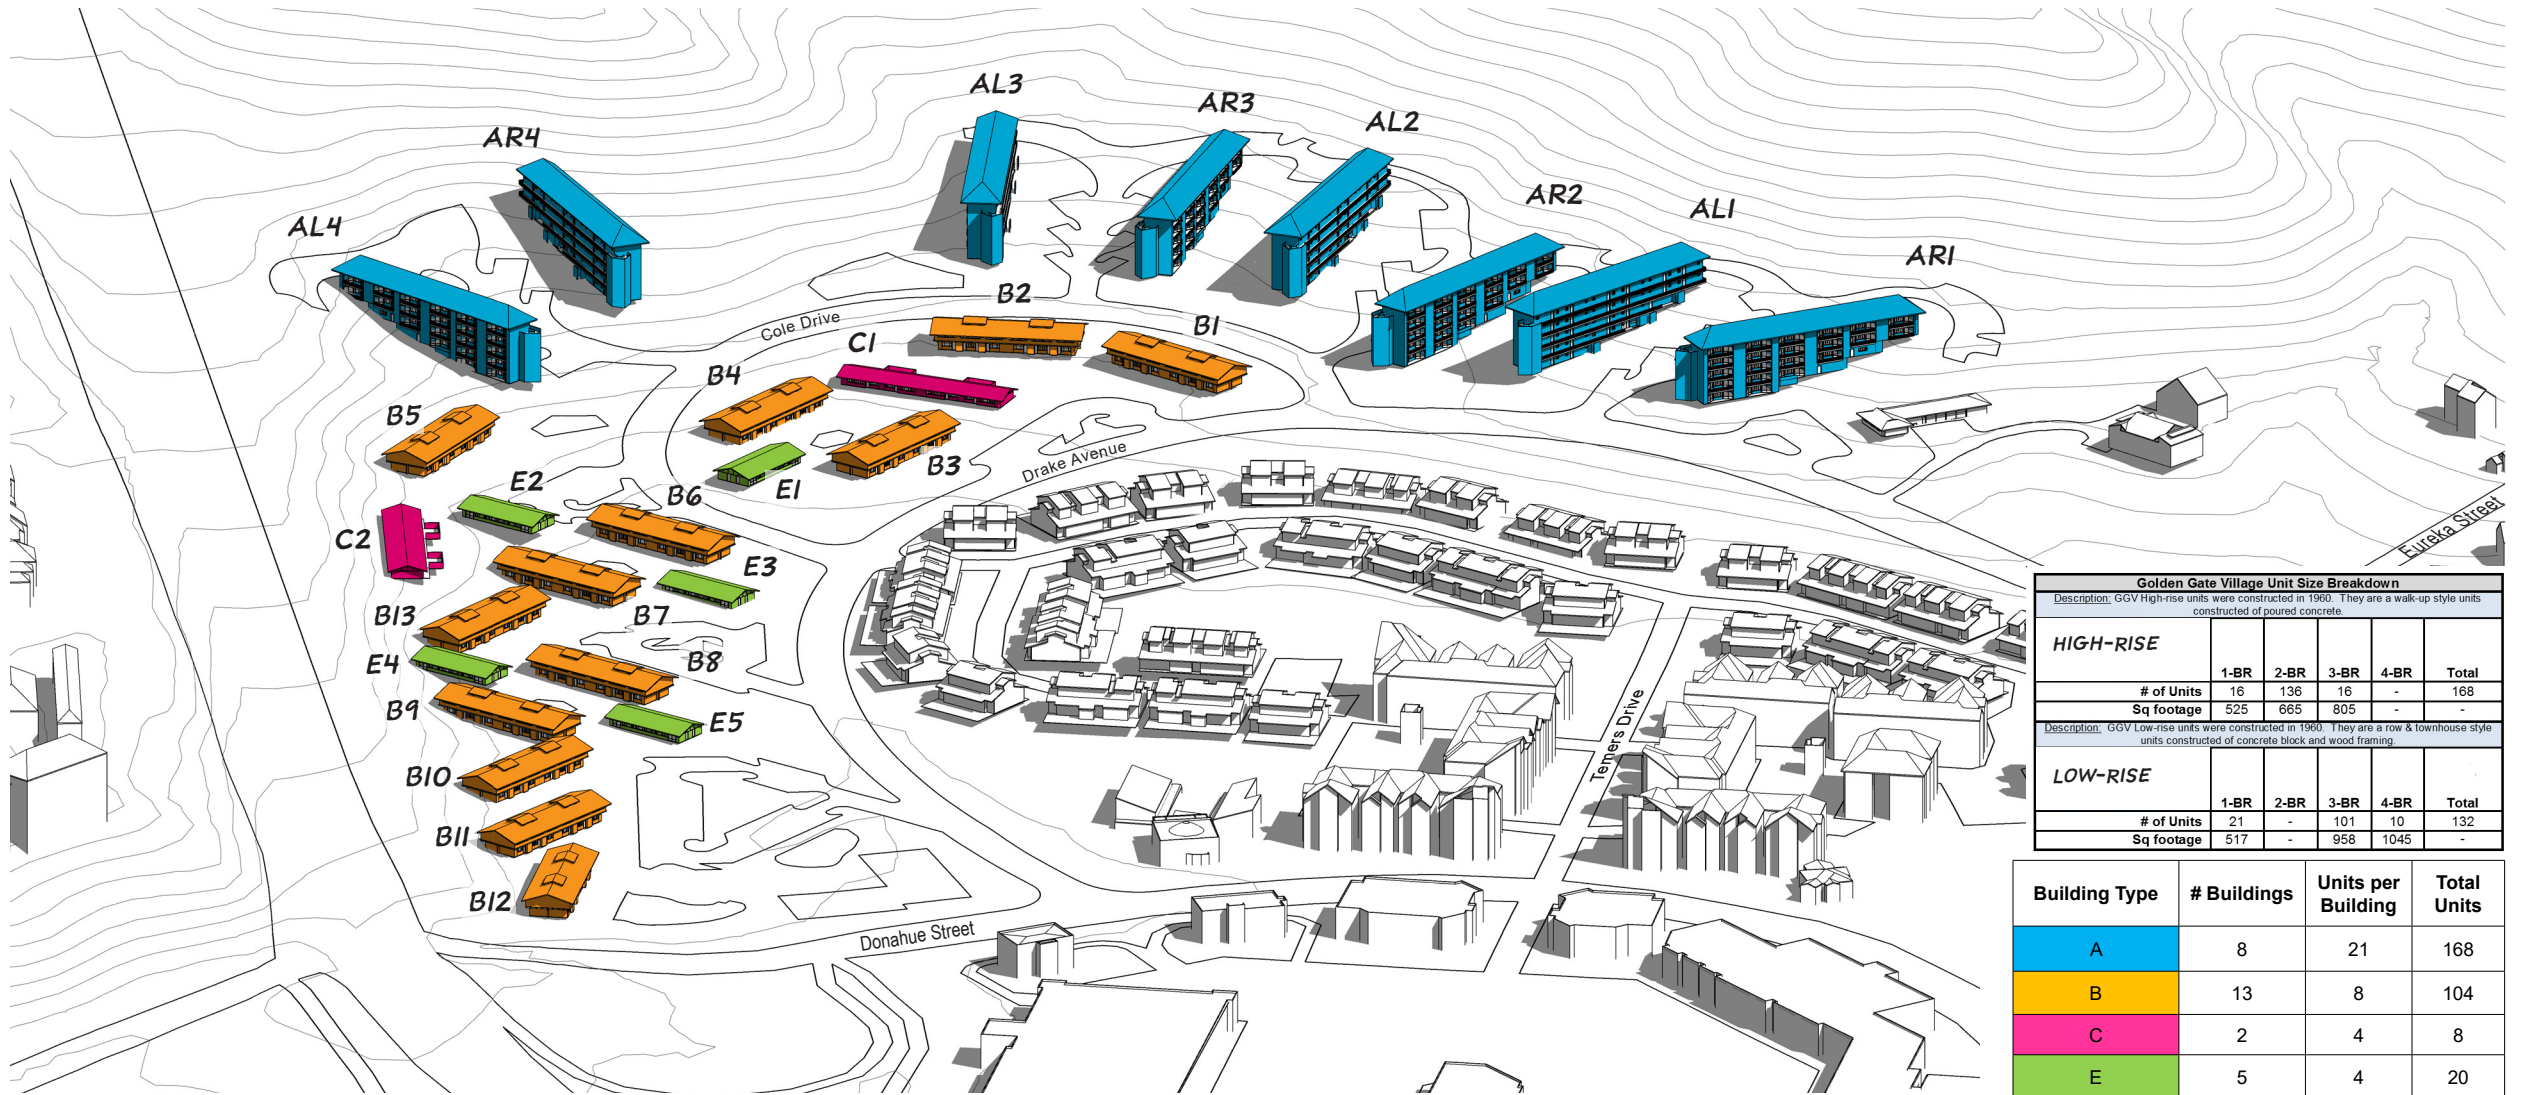 AL3
AR3
AL2
AR4
AR2
AL1
AL4
AR1
B2
Cole Drive
B1
C1
B4
B5
Drake Avenue
B3
E2
E1
B6
Eureka Street
C2
E3
B13
B7
B8
E4
B9
E5
Terners Drive
B10
B11
B12
Donahue Street
Golden Gate Village Unit Size Breakdown
Description: GGV High-rise units were constructed in 1960. They are a walk-up style units
constructed of poured concrete.
HIGH-RISE
1-BR 2-BR 3-BR 4-BR Total
# of Units 16 136 16 - 168
Sq footage 525 665 805 - -
Description: GGV Low-rise units were constructed in 1960. They are a row & townhouse style
units constructed of concrete block and wood framing.
LOW-RISE
1-BR 2-BR 3-BR 4-BR Total
# of Units 21 - 101 10 132
Sq footage 517 - 958 1045 -
Building Type # Buildings Units per Building Total Units
A 8 21 168
B 13 8 104
C 2 4 8
E 5 4 20